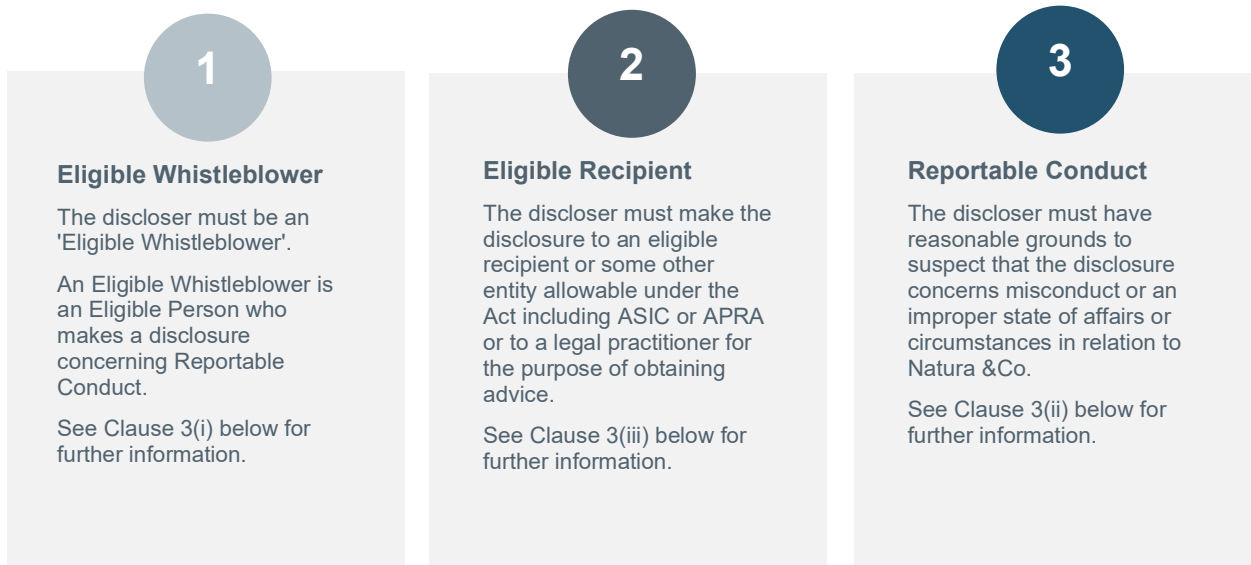 1
Eligible Whistleblower
The discloser must be an
'Eligible Whistleblower'.
An Eligible Whistleblower is
an Eligible Person who
makes a disclosure
concerning Reportable
Conduct.
See Clause 3(i) below for
further information.
2
Eligible Recipient
The discloser must make the
disclosure to an eligible
recipient or some other
entity allowable under the
Act including ASIC or APRA
or to a legal practitioner for
the purpose of obtaining
advice.
See Clause 3(iii) below for
further information.
3
Reportable Conduct
The discloser must have
reasonable grounds to
suspect that the disclosure
concerns misconduct or an
improper state of affairs or
circumstances in relation to
Natura &Co.
See Clause 3(ii) below for
further information.